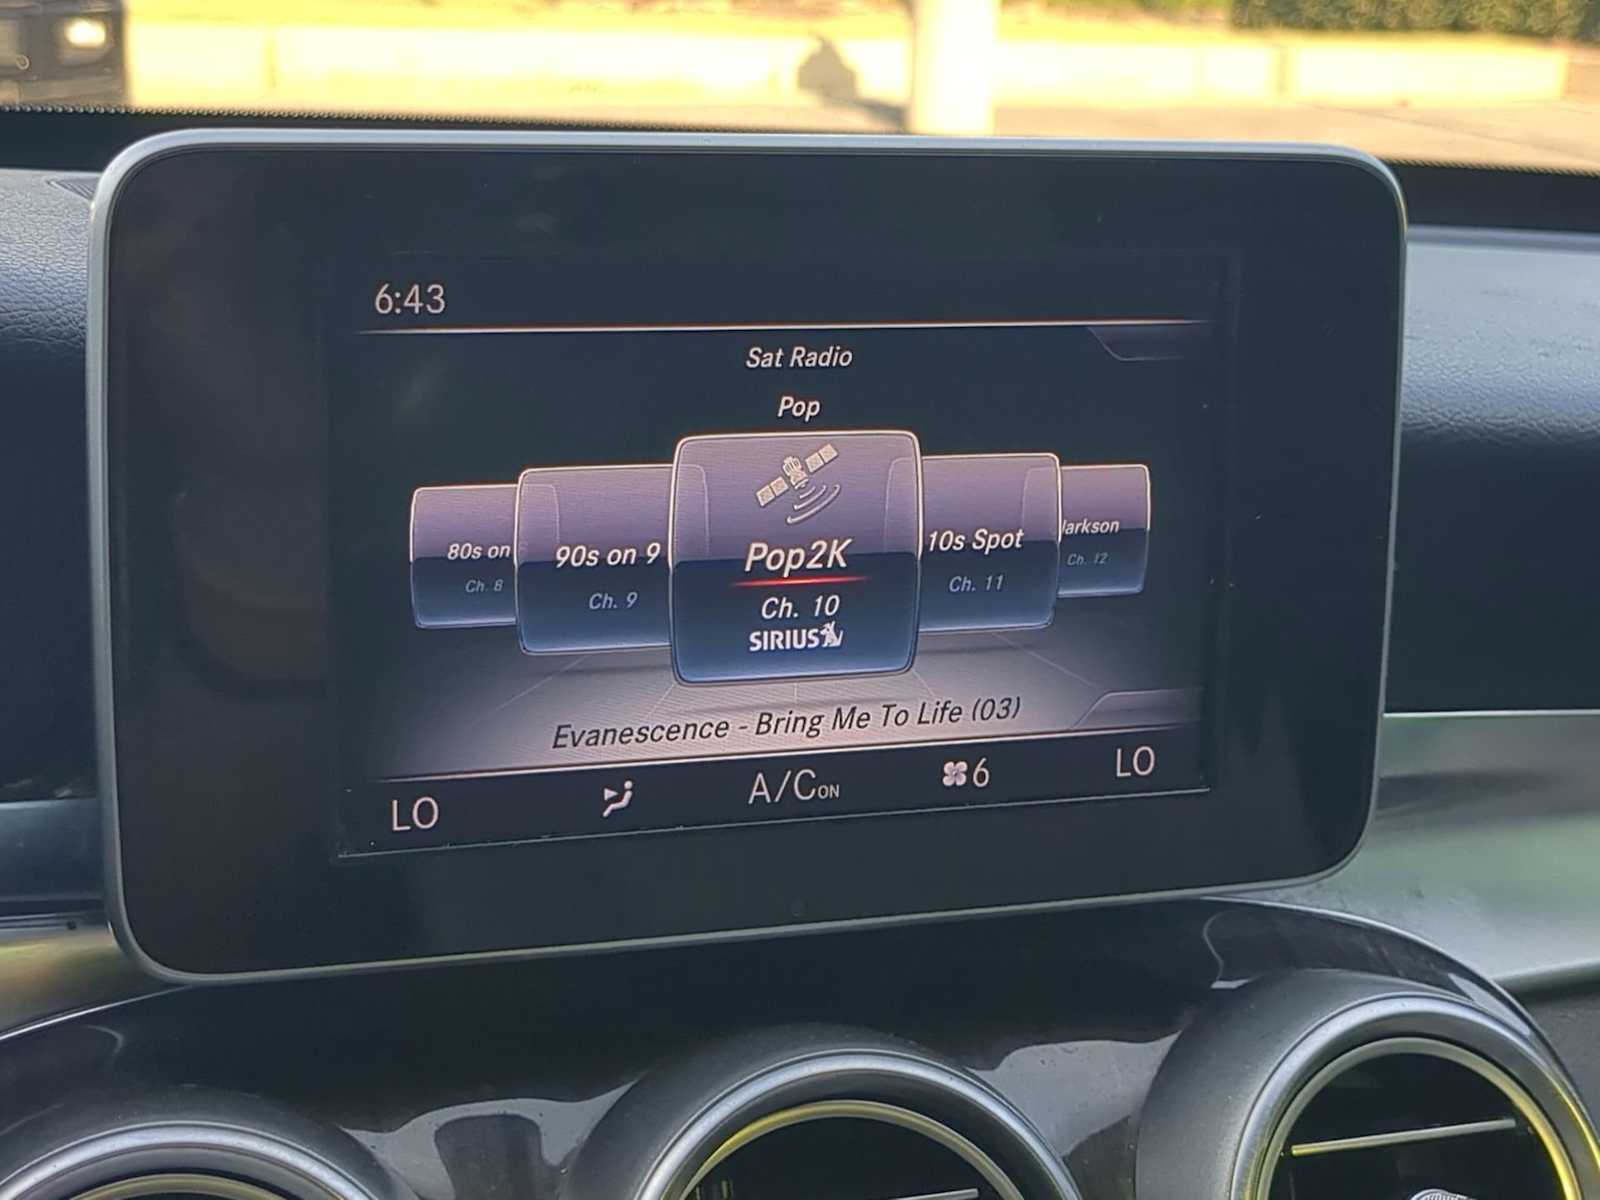 6:43
Sat Radio
Pop
80s on
Ch. 8
90s on 9
Ch. 9
Pop2K
Ch. 10
SIRIUS
10s Spot
Ch. 11
larkson
Ch. 12
Evanescence - Bring Me To Life (03)
LO
A/C ON
6
LO